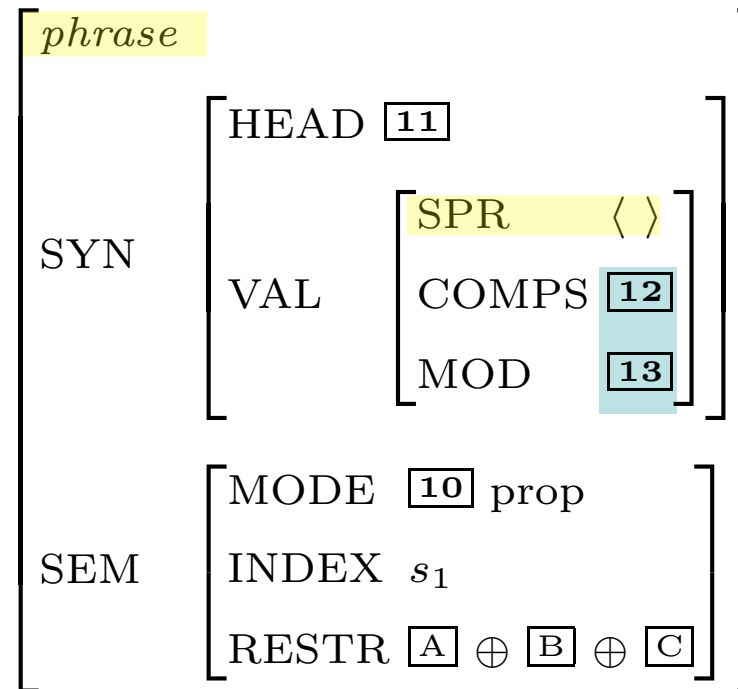 phrase
HEAD 11
SPR ⟨ ⟩
SYN
VAL
COMPS 12
MOD 13
MODE 10 prop
SEM
INDEX s₁
RESTR A ⊕ B ⊕ C